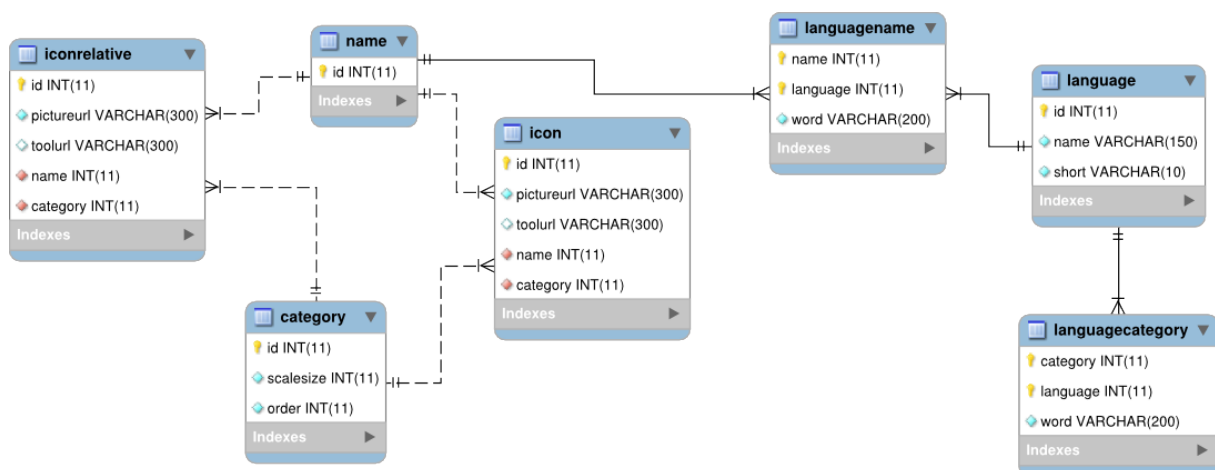 iconrelative
id INT(11)
pictureurl VARCHAR(300)
toolurl VARCHAR(300)
name INT(11)
category INT(11)
Indexes
name
id INT(11)
Indexes
icon
id INT(11)
pictureurl VARCHAR(300)
toolurl VARCHAR(300)
name INT(11)
category INT(11)
Indexes
category
id INT(11)
scalesize INT(11)
order INT(11)
Indexes
languagename
name INT(11)
language INT(11)
word VARCHAR(200)
Indexes
language
id INT(11)
name VARCHAR(150)
short VARCHAR(10)
Indexes
languagecategory
category INT(11)
language INT(11)
word VARCHAR(200)
Indexes